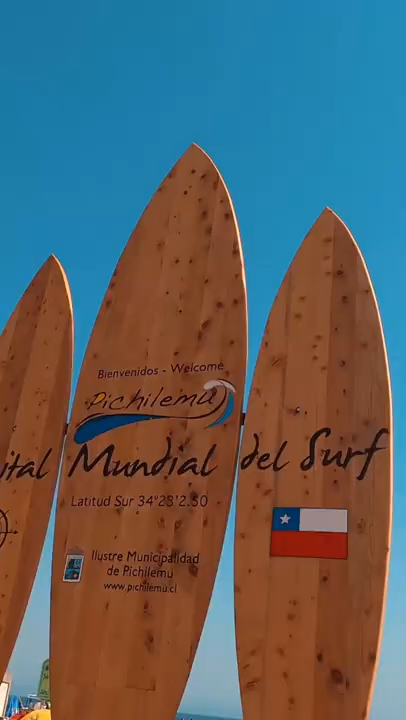 Bienvenidos - Welcome
Pichilemu
ital Mundial del Surf
Latitud Sur 34°23'2.50
Ilustre Municipalidad
de Pichilemu
www.pichilemu.cl